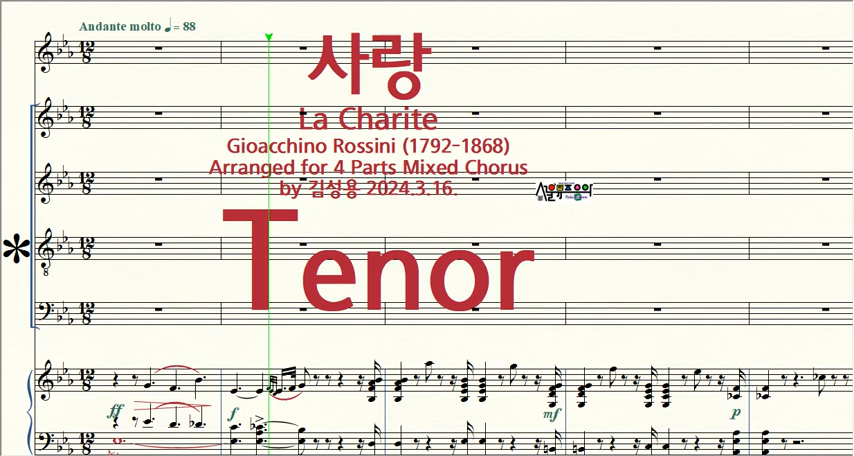 Andante molto ♩ = 88
사랑
La Charite
Gioacchino Rossini (1792-1868)
Arranged for 4 Parts Mixed Chorus
by 김성용 2024.3.16.
Tenor
*
ff
f
mf
p